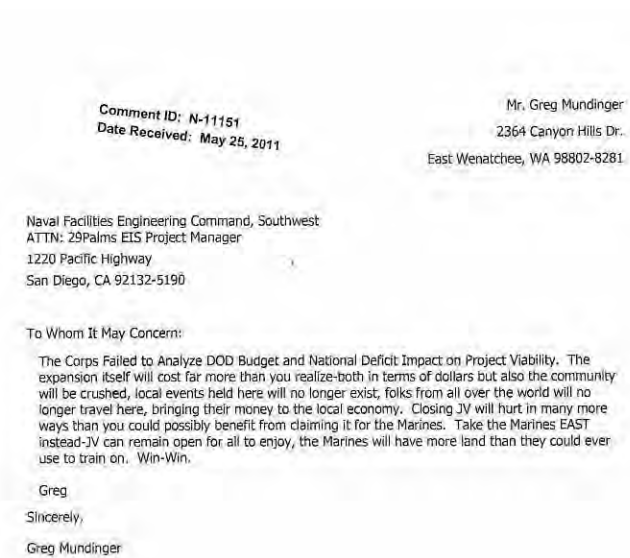 Comment ID: N-11151
Date Received: May 25, 2011
Mr. Greg Mundinger
2364 Canyon Hills Dr.
East Wenatchee, WA 98802-8281
Naval Facilities Engineering Command, Southwest
ATTN: 29Palms EIS Project Manager
1220 Pacific Highway
San Diego, CA 92132-5190
To Whom It May Concern:
The Corps Failed to Analyze DOD Budget and National Deficit Impact on Project Viability. The
expansion itself will cost far more than you realize-both in terms of dollars but also the community
will be crushed, local events held here will no longer exist, folks from all over the world will no
longer travel here, bringing their money to the local economy. Closing JV will hurt in many more
ways than you could possibly benefit from claiming it for the Marines. Take the Marines EAST
instead-JV can remain open for all to enjoy, the Marines will have more land than they could ever
use to train on. Win-Win.
Greg
Sincerely,
Greg Mundinger